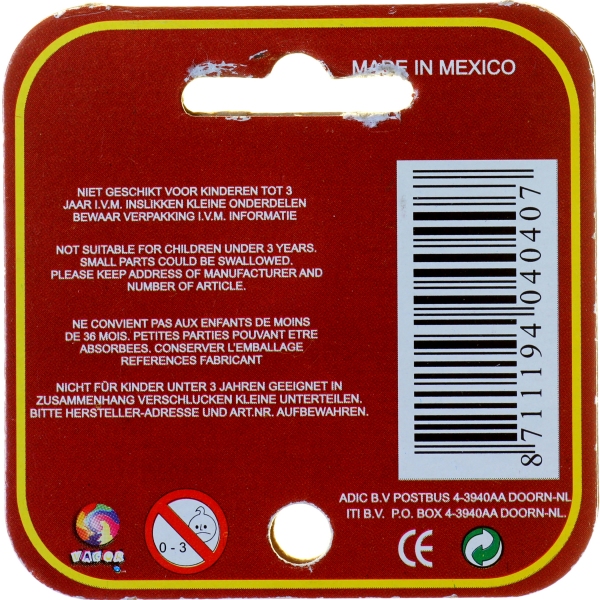 MADE IN MEXICO
NIET GESCHIKT VOOR KINDEREN TOT 3
JAAR I.V.M. INSLIKKEN KLEINE ONDERDELEN
BEWAAR VERPAKKING I.V.M. INFORMATIE
NOT SUITABLE FOR CHILDREN UNDER 3 YEARS.
SMALL PARTS COULD BE SWALLOWED.
PLEASE KEEP ADDRESS OF MANUFACTURER AND
NUMBER OF ARTICLE.
NE CONVIENT PAS AUX ENFANTS DE MOINS
DE 36 MOIS. PETITES PARTIES POUVANT ETRE
ABSORBEES. CONSERVER L'EMBALLAGE
REFERENCES FABRICANT
NICHT FÜR KINDER UNTER 3 JAHREN GEEIGNET IN
ZUSAMMENHANG VERSCHLUCKEN KLEINE UNTERTEILEN.
BITTE HERSTELLER-ADRESSE UND ART.NR. AUFBEWAHREN.
8711194040407
ADIC B.V POSTBUS 4-3940AA DOORN-NL
ITI B.V. P.O. BOX 4-3940AA DOORN-NL.
VACOR
0-3
CE